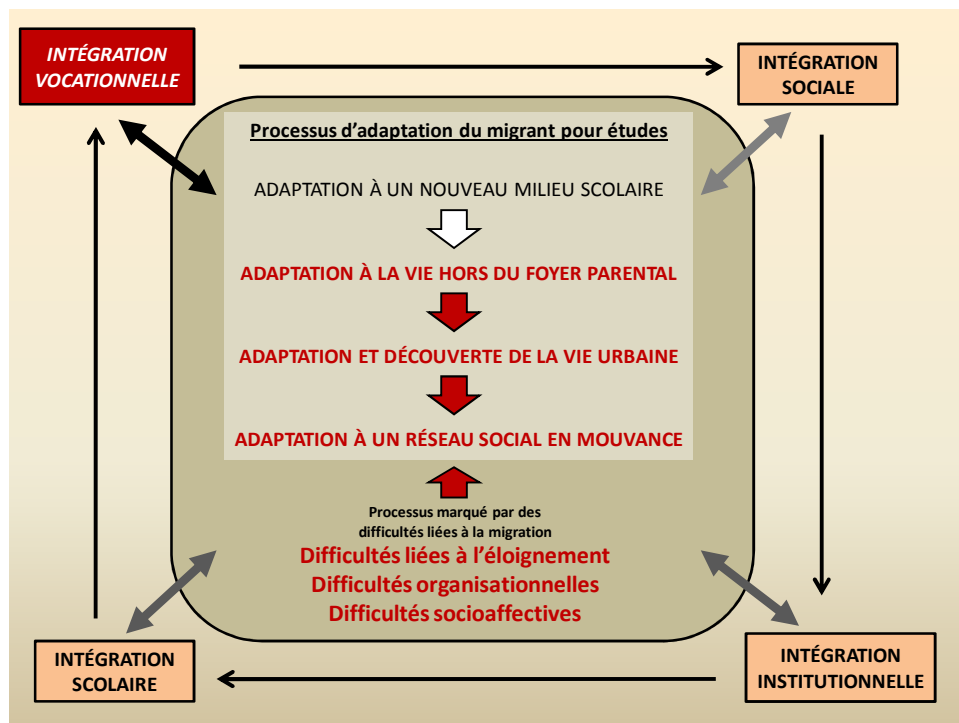 INTÉGRATION
VOCATIONNELLE
INTÉGRATION
SOCIALE
Processus d'adaptation du migrant pour études
ADAPTATION À UN NOUVEAU MILIEU SCOLAIRE
ADAPTATION À LA VIE HORS DU FOYER PARENTAL
ADAPTATION ET DÉCOUVERTE DE LA VIE URBAINE
ADAPTATION À UN RÉSEAU SOCIAL EN MOUVANCE
Processus marqué par des
difficultés liées à la migration
Difficultés liées à l'éloignement
Difficultés organisationnelles
Difficultés socioaffectives
INTÉGRATION
SCOLAIRE
INTÉGRATION
INSTITUTIONNELLE